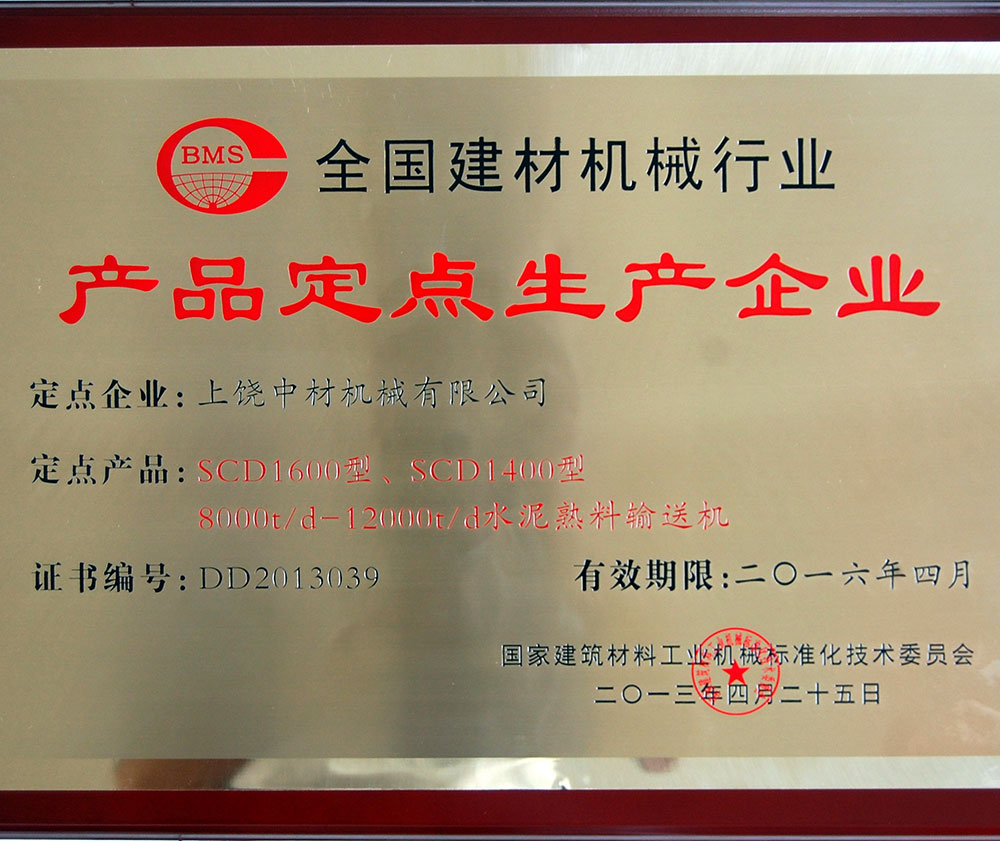 BMS
全国建材机械行业
产品定点生产企业
定点企业:上饶中材机械有限公司
定点产品:SCD1600型、SCD1400型
8000t/d-12000t/d水泥熟料输送机
证书编号:DD2013039
有效期限:二〇一六年四月
国家建筑材料工业机械标准化技术委员会
二〇一三年四月二十五日